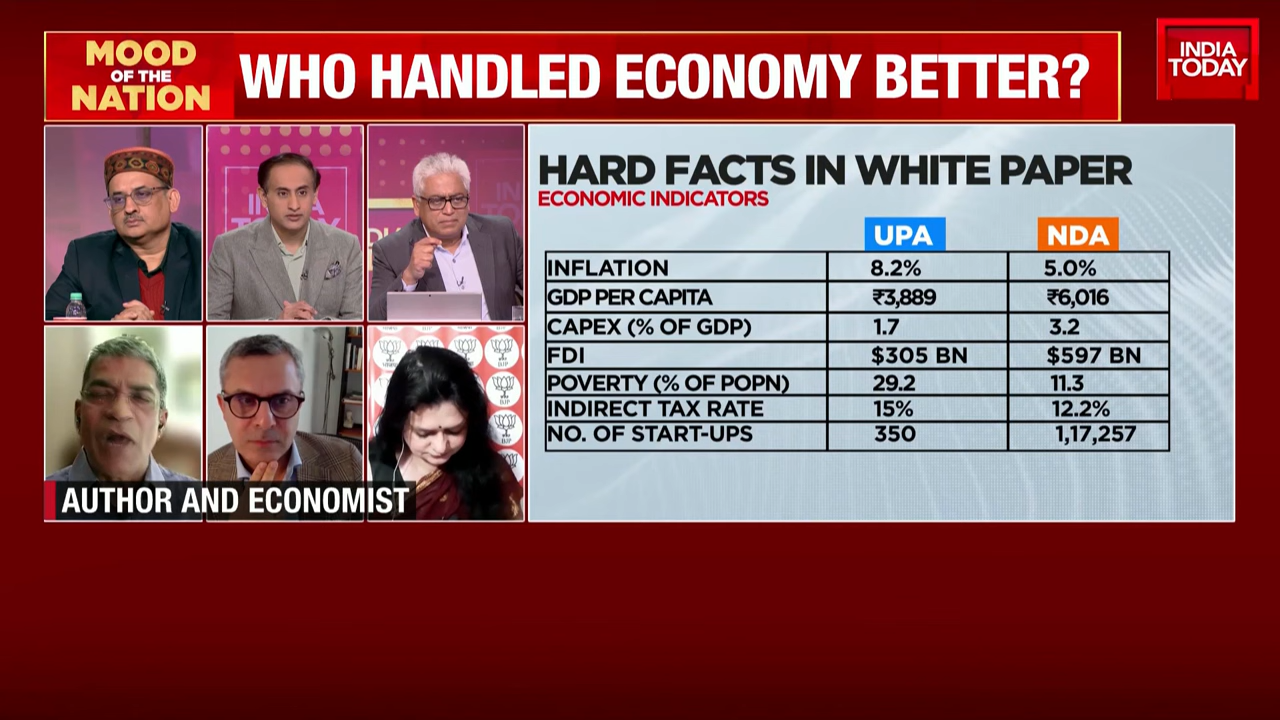 MOOD
OF THE
NATION
WHO HANDLED ECONOMY BETTER?
INDIA
TODAY
HARD FACTS IN WHITE PAPER
ECONOMIC INDICATORS
UPA NDA
INFLATION 8.2% 5.0%
GDP PER CAPITA ₹3,889 ₹6,016
CAPEX (% OF GDP) 1.7 3.2
FDI $305 BN $597 BN
POVERTY (% OF POPN) 29.2 11.3
INDIRECT TAX RATE 15% 12.2%
NO. OF START-UPS 350 1,17,257
AUTHOR AND ECONOMIST